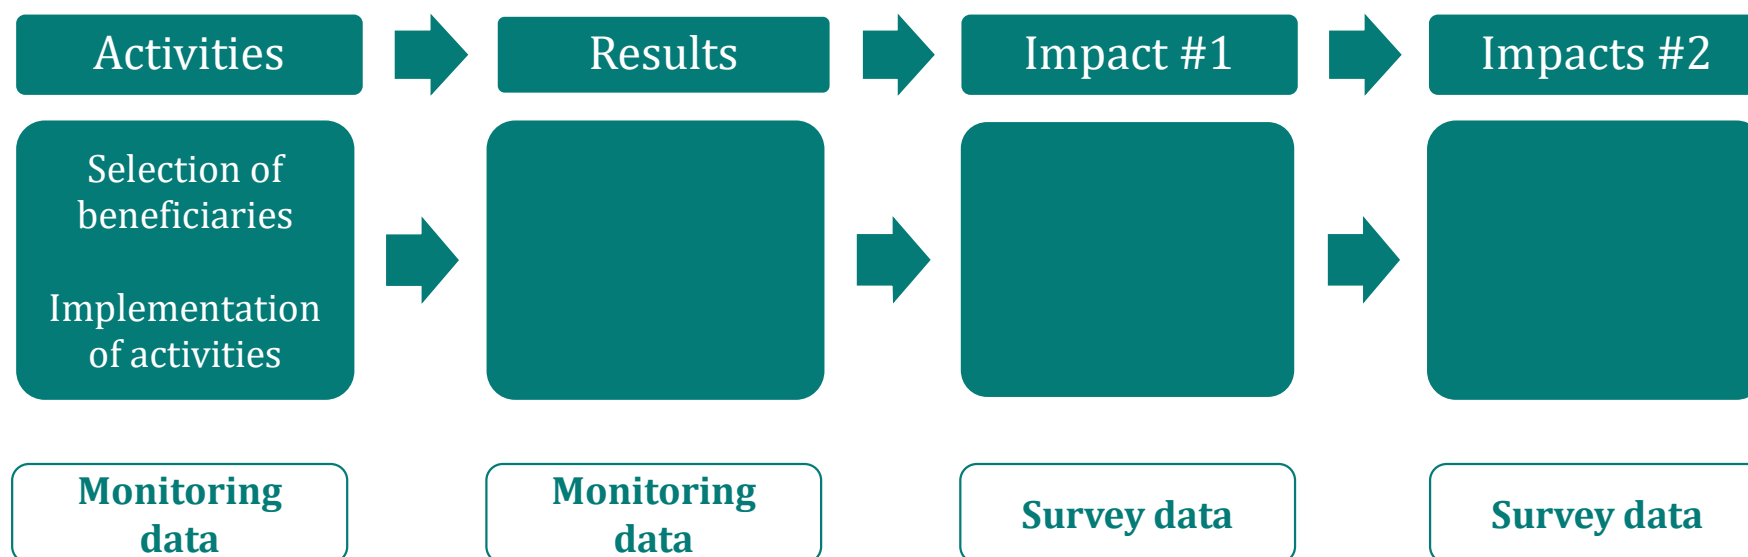 Activities
Results
Impact #1
Impacts #2
Selection of
beneficiaries
Implementation
of activities
Monitoring
data
Monitoring
data
Survey data
Survey data